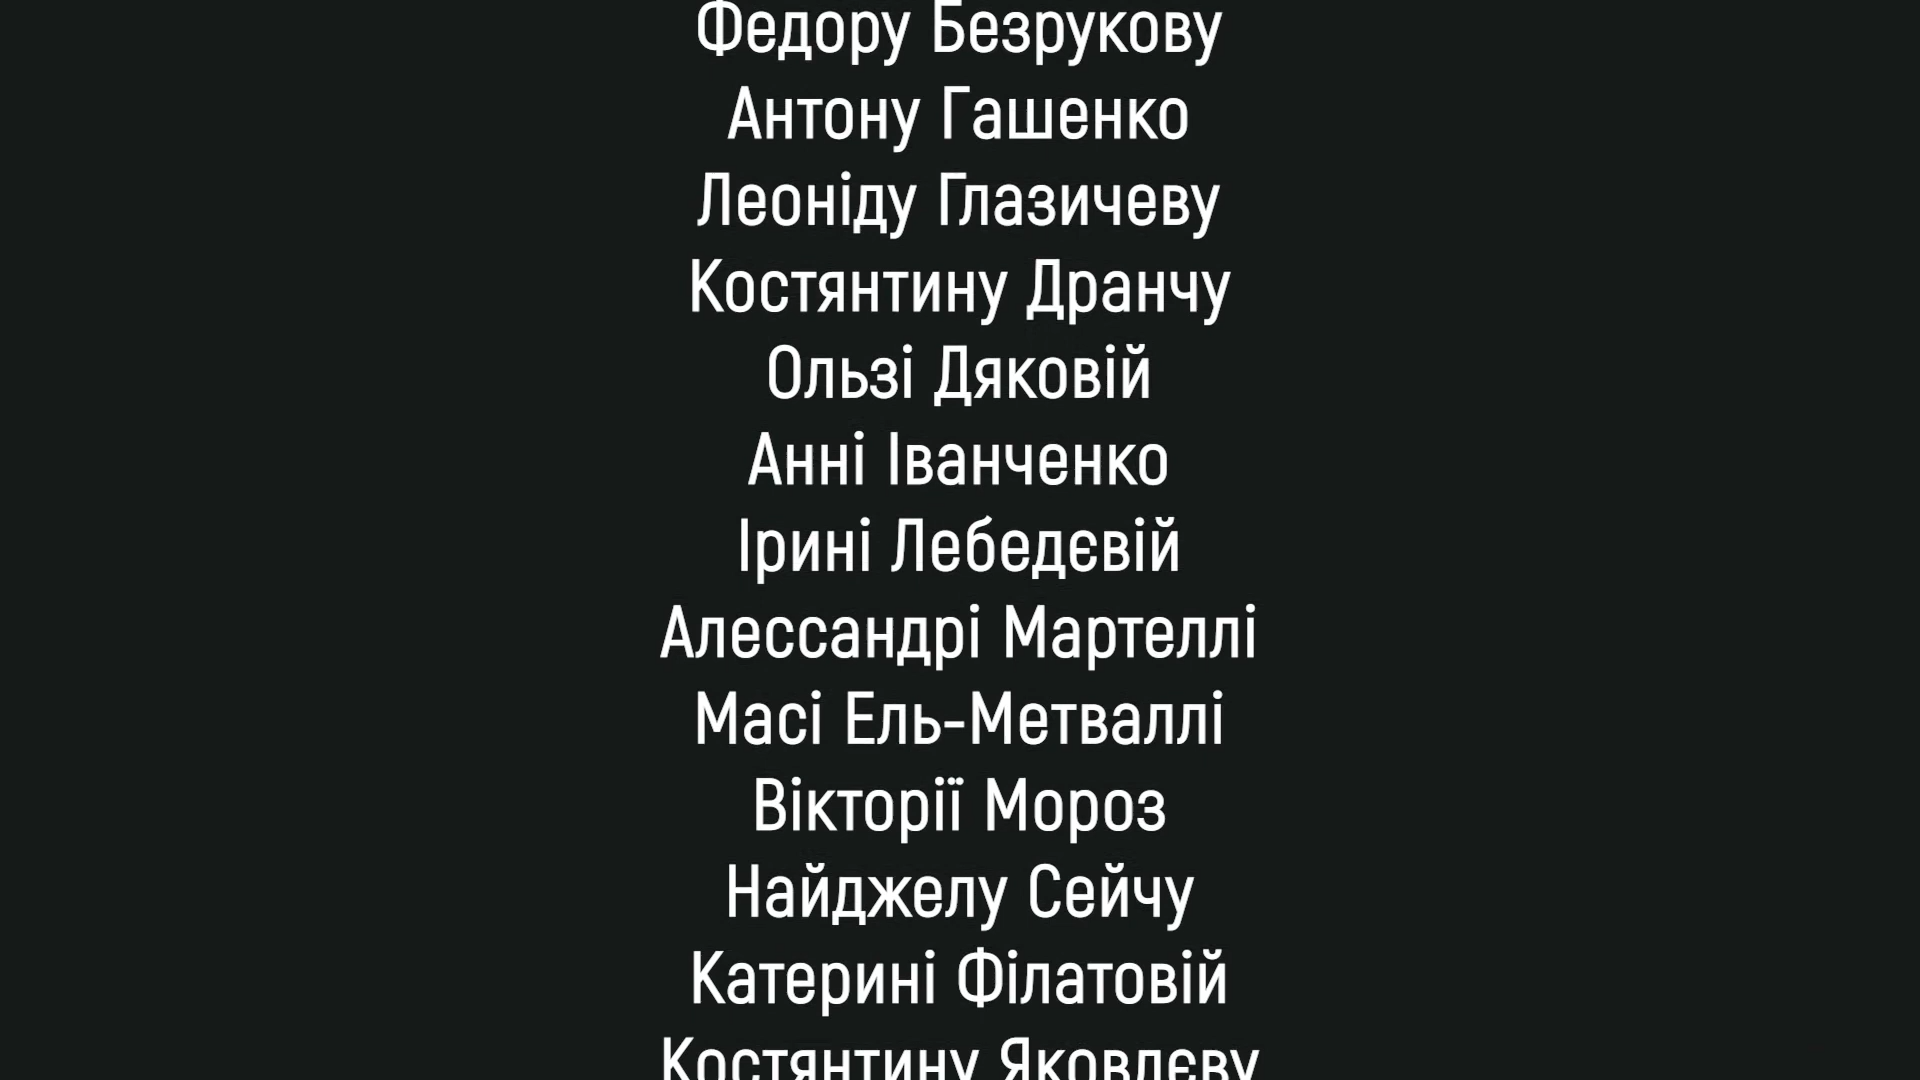 Федору Безрукову
Антону Гашенко
Леоніду Глазичеву
Костянтину Дранчу
Ользі Дяковій
Анні Іванченко
Ірині Лебедєвій
Алессандрі Мартеллі
Масі Ель-Метваллі
Вікторії Мороз
Найджелу Сейчу
Катерині Філатовій
Костянтину Яковлєву